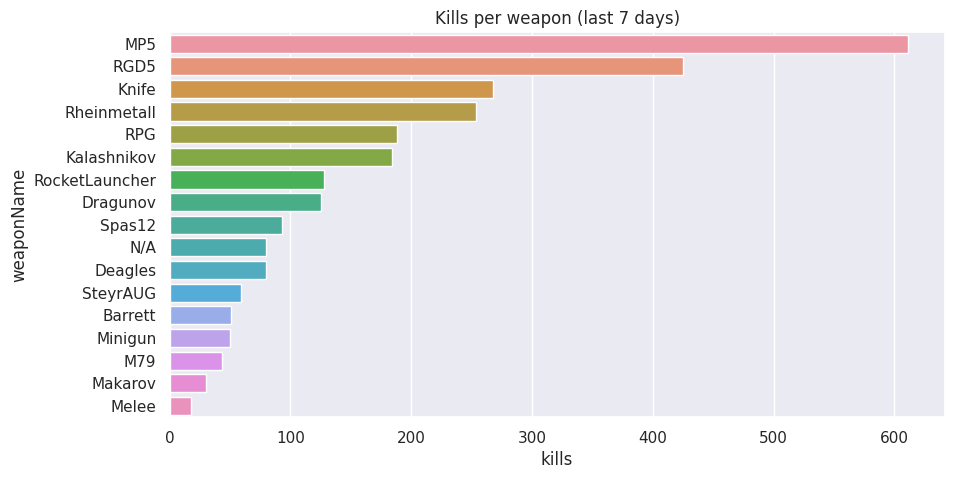 Kills per weapon (last 7 days)
MP5
RGD5
Knife
Rheinmetall
RPG
Kalashnikov
RocketLauncher
Dragunov
Spas12
N/A
Deagles
SteyrAUG
Barrett
Minigun
M79
Makarov
Melee
weaponName
0 100 200 300 400 500 600
kills